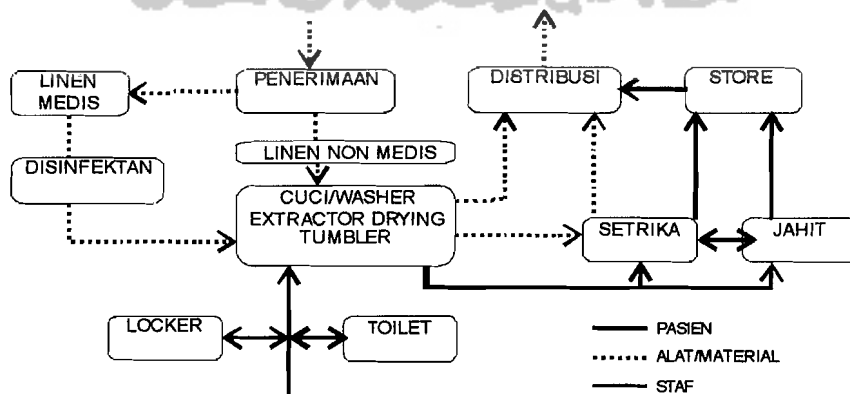 LINEN
MEDIS
PENERIMAAN
DISTRIBUSI
STORE
LINEN NON MEDIS
DISINFEKTAN
CUCI/WASHER
EXTRACTOR DRYING
TUMBLER
SETRIKA
JAHIT
LOCKER
TOILET
PASIEN
ALAT/MATERIAL
STAF